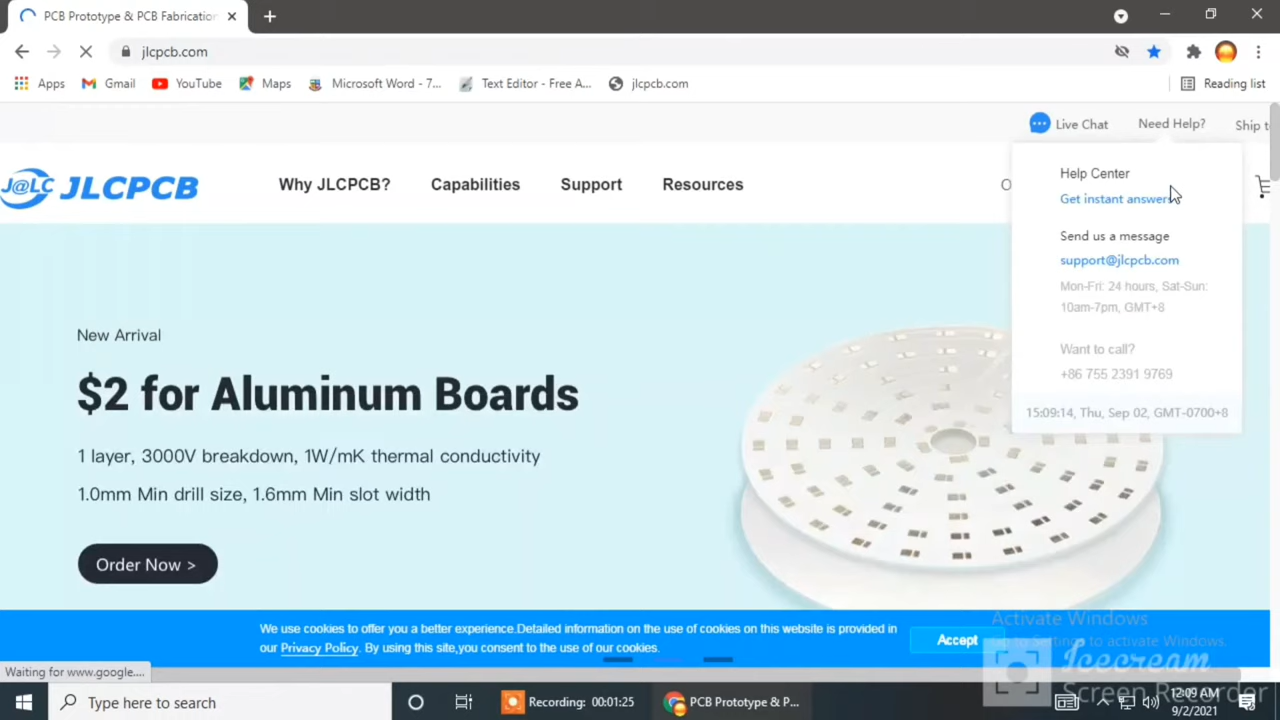 PCB Prototype & PCB Fabrication
jlcpcb.com
Apps
Gmail
YouTube
Maps
Microsoft Word - 7...
Text Editor - Free A...
jlcpcb.com
Reading list
Live Chat
Need Help?
Ship to
J@LC JLCPCB
Why JLCPCB?
Capabilities
Support
Resources
Help Center
Get instant answers
Send us a message
support@jlcpcb.com
Mon-Fri: 24 hours, Sat-Sun:
10am-7pm, GMT+8
Want to call?
+86 755 2391 9769
15:09:14, Thu, Sep 02, GMT-0700+8
New Arrival
$2 for Aluminum Boards
1 layer, 3000V breakdown, 1W/mK thermal conductivity
1.0mm Min drill size, 1.6mm Min slot width
Order Now >
We use cookies to offer you a better experience.Detailed information on the use of cookies on this website is provided in
our Privacy Policy. By using this site,you consent to the use of our cookies.
Accept
Activate Windows
Go to Settings to activate Windows.
Icecream
Screen Recorder
Waiting for www.google....
Type here to search
Recording: 00:01:25
PCB Prototype & P...
12:09 AM
9/2/2021